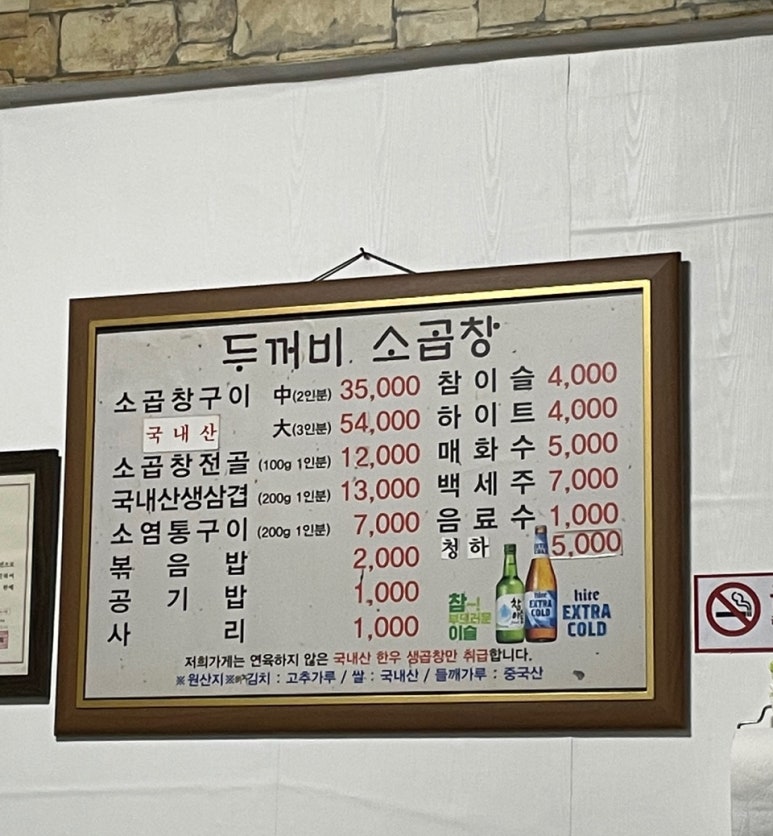 두꺼비 소곱창
소곱창구이 中(2인분) 35,000
국내산 大(3인분) 54,000
소곱창전골 (100g 1인분) 12,000
국내산생삼겹 (200g 1인분) 13,000
소염통구이 (200g 1인분) 7,000
볶음밥 2,000
공기밥 1,000
사리 1,000
참이슬 4,000
하이트 4,000
매화수 5,000
백세주 7,000
음료수 1,000
청하 5,000
참
부드러운
이슬
hite
EXTRA
COLD
hite
EXTRA
COLD
저희가게는 연육하지 않은 국내산 한우 생곱창만 취급합니다.
※원산지※ 김치 : 고추가루 / 쌀 : 국내산 / 들깨가루 : 중국산